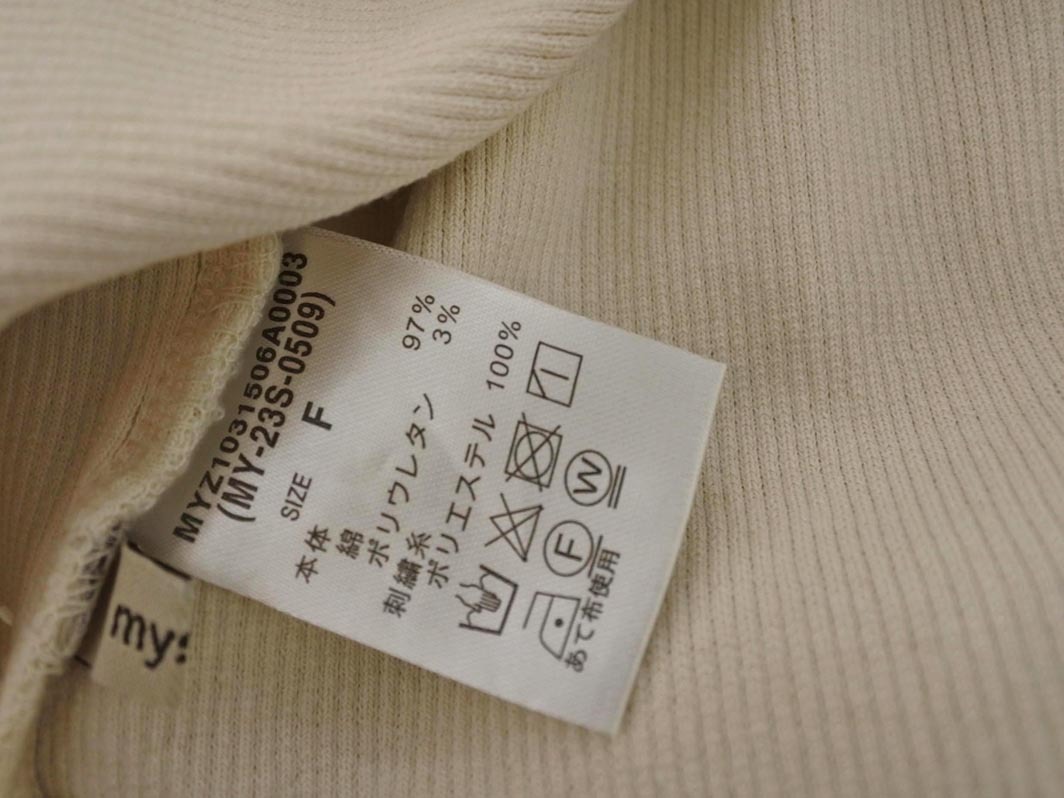 MYZ1031506A0003
(MY-23S-0509)
SIZE F
本体
綿 97%
ポリウレタン 3%
刺繍糸
ポリエステル 100%
W
F
あて布使用
my: